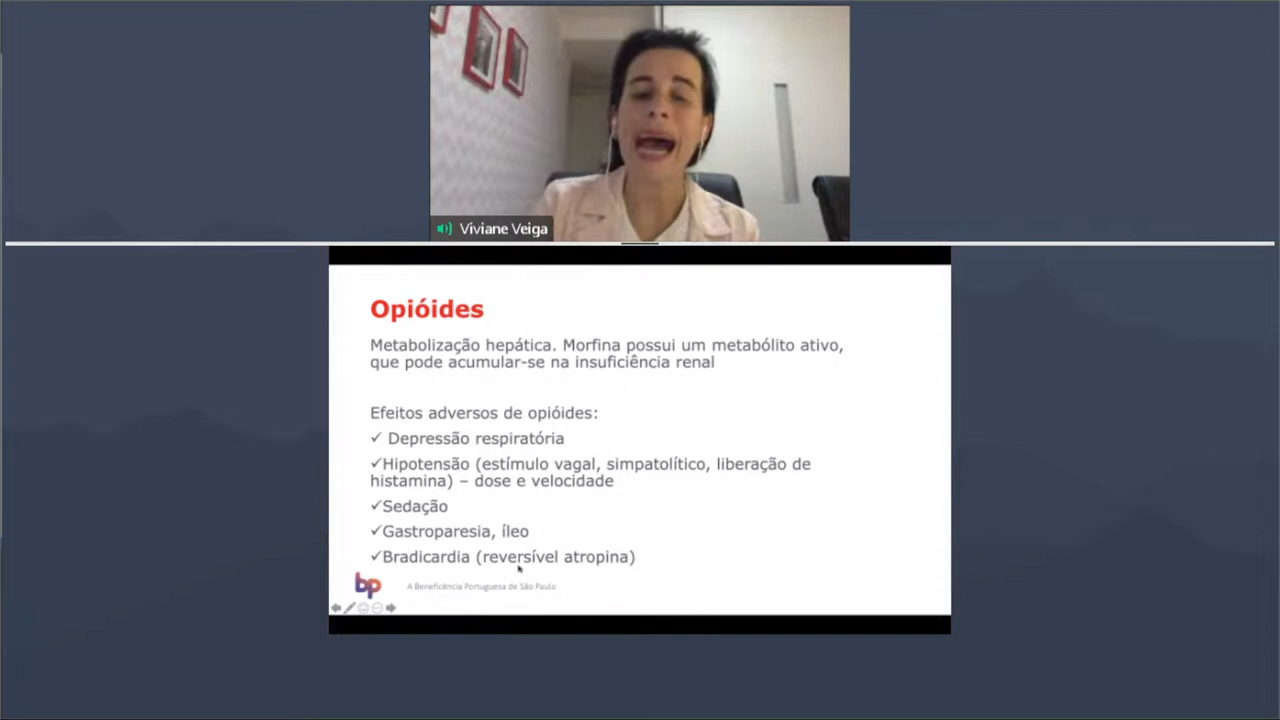 Viviane Veiga
Opióides
Metabolização hepática. Morfina possui um metabólito ativo,
que pode acumular-se na insuficiência renal
Efeitos adversos de opióides:
✓ Depressão respiratória
✓Hipotensão (estímulo vagal, simpatolítico, liberação de
histamina) – dose e velocidade
✓Sedação
✓Gastroparesia, íleo
✓Bradicardia (reversível atropina)
bp
A Beneficência Portuguesa de São Paulo